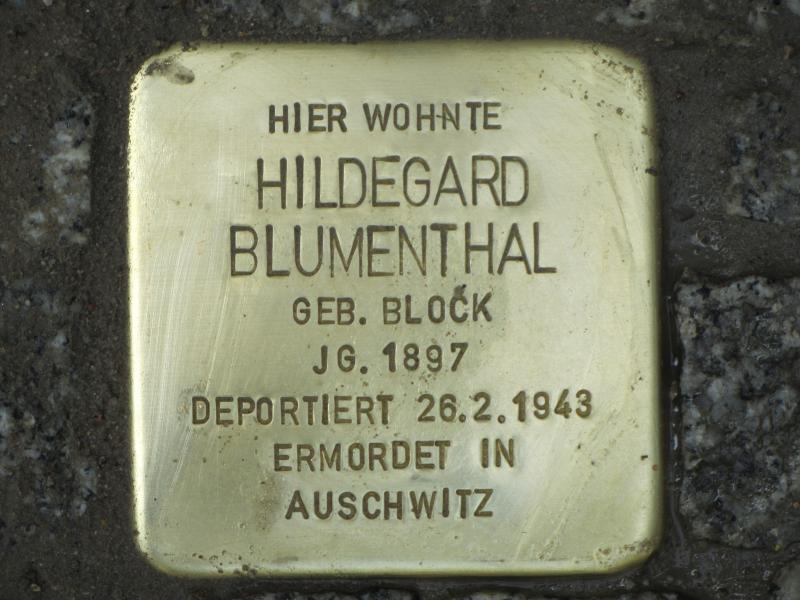 HIER WOHNTE
HILDEGARD
BLUMENTHAL
GEB. BLOCK
JG. 1897
DEPORTIERT 26.2.1943
ERMORDET IN
AUSCHWITZ